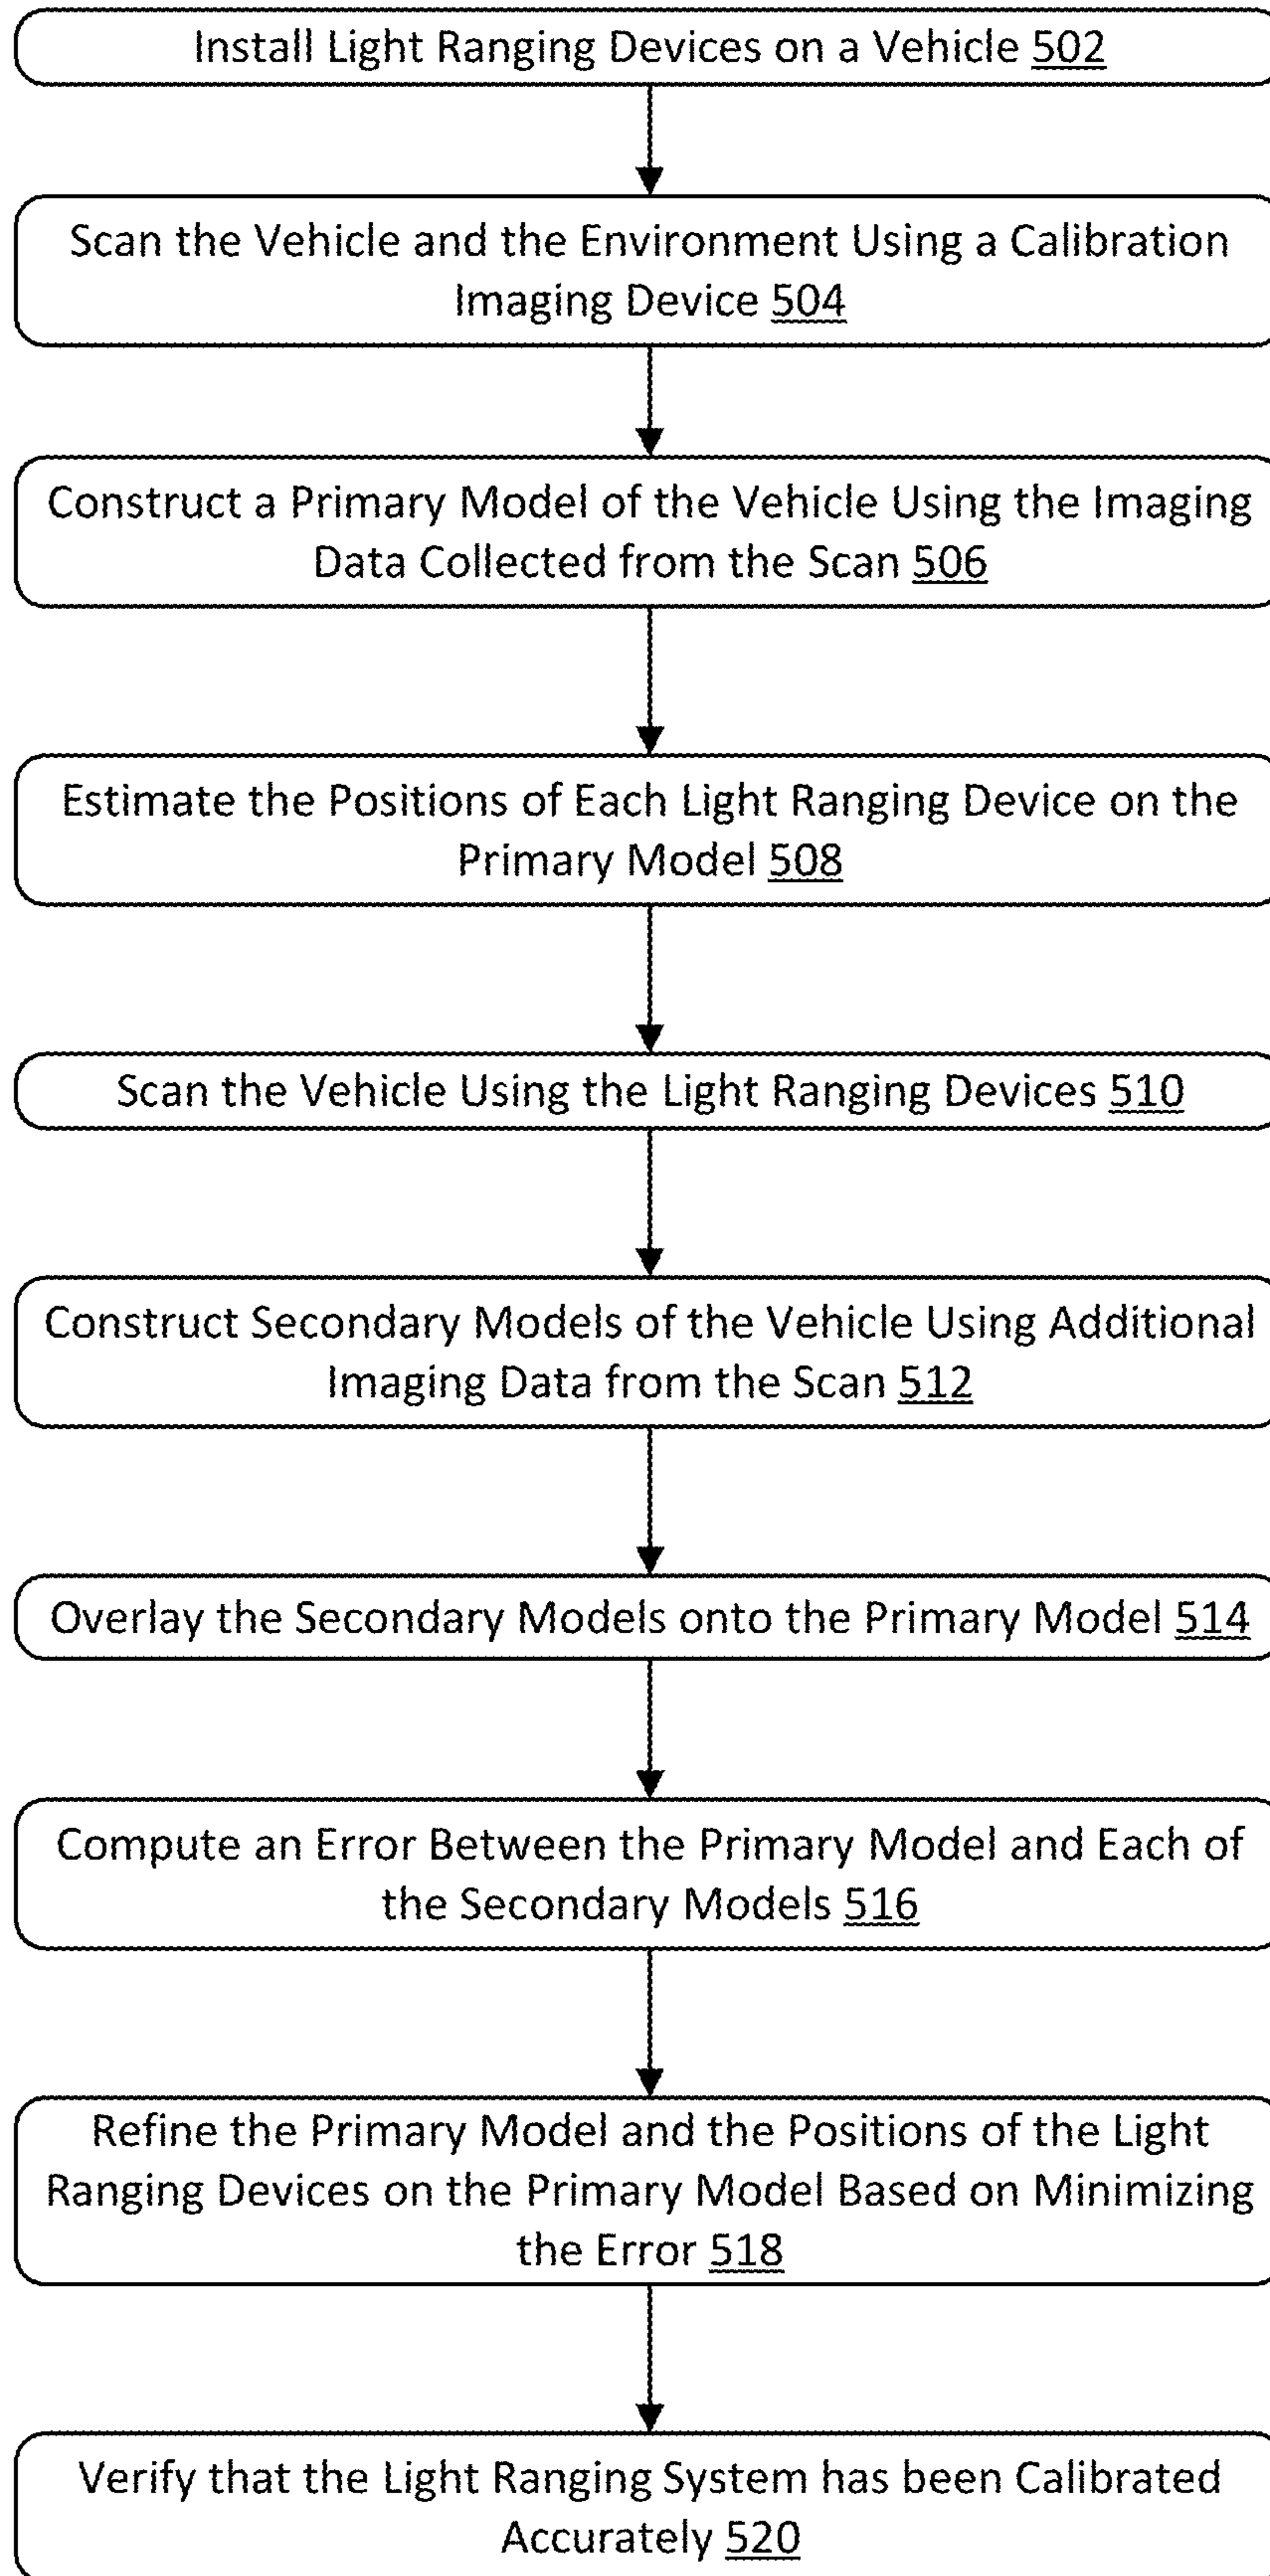 Install Light Ranging Devices on a Vehicle 502
Scan the Vehicle and the Environment Using a Calibration
Imaging Device 504
Construct a Primary Model of the Vehicle Using the Imaging
Data Collected from the Scan 506
Estimate the Positions of Each Light Ranging Device on the
Primary Model 508
Scan the Vehicle Using the Light Ranging Devices 510
Construct Secondary Models of the Vehicle Using Additional
Imaging Data from the Scan 512
Overlay the Secondary Models onto the Primary Model 514
Compute an Error Between the Primary Model and Each of
the Secondary Models 516
Refine the Primary Model and the Positions of the Light
Ranging Devices on the Primary Model Based on Minimizing
the Error 518
Verify that the Light Ranging System has been Calibrated
Accurately 520